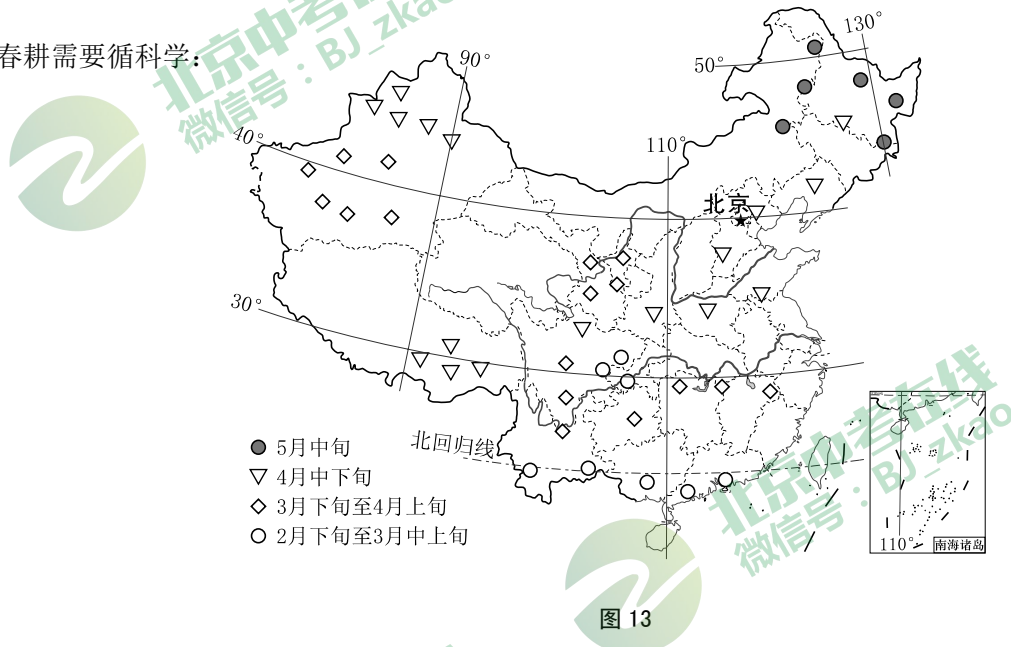 春耕需要循科学：
130°
50°
90°
40°
110°
北京
30°
北回归线
5月中旬
4月中下旬
3月下旬至4月上旬
2月下旬至3月中上旬
110°
南海诸岛
图 13
北京中考在线
微信号：BJ_zkao
北京中考在线
微信号：BJ_zkao